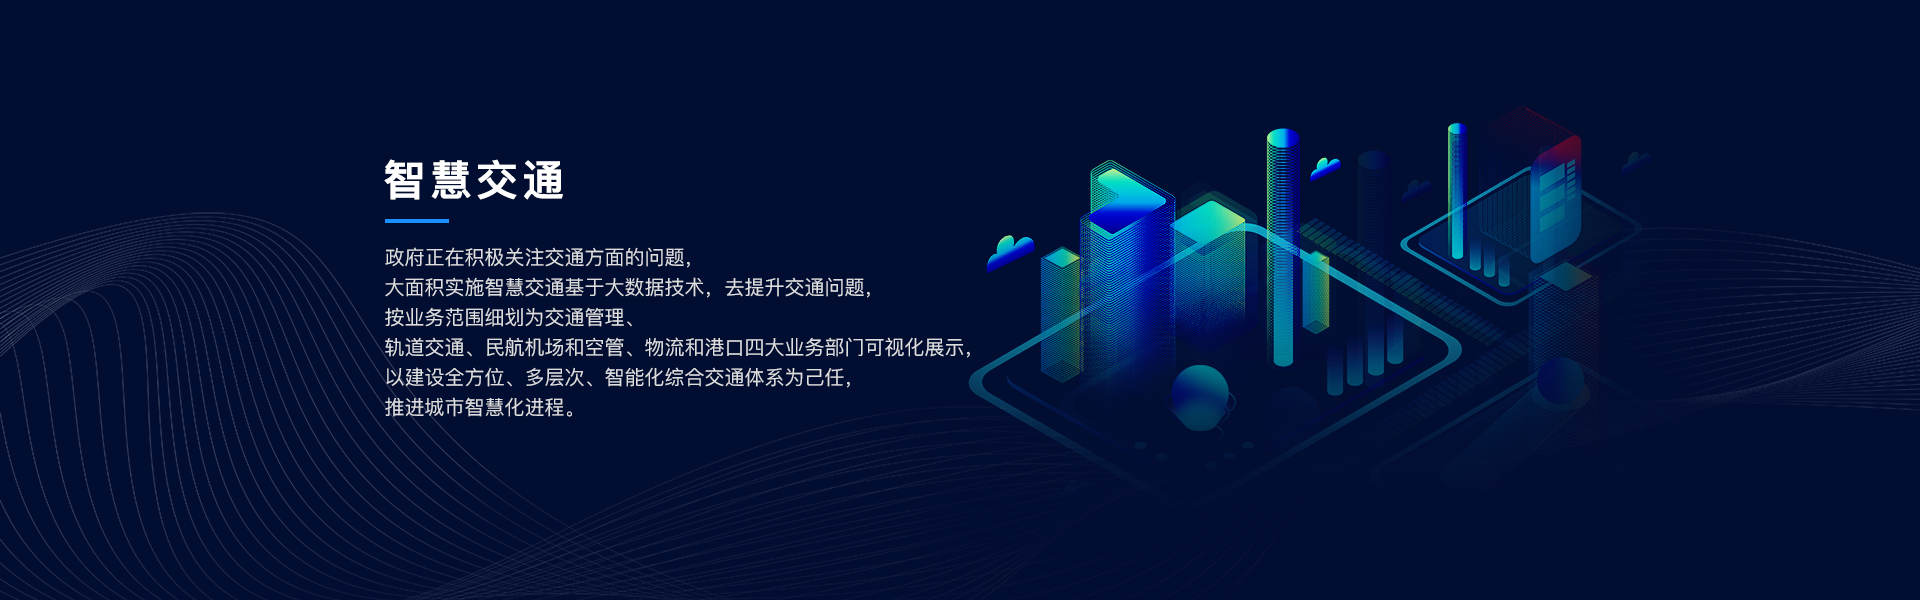 智慧交通
政府正在积极关注交通方面的问题，
大面积实施智慧交通基于大数据技术，去提升交通问题，
按业务范围细划为交通管理、
轨道交通、民航机场和空管、物流和港口四大业务部门可视化展示，
以建设全方位、多层次、智能化综合交通体系为己任，
推进城市智慧化进程。